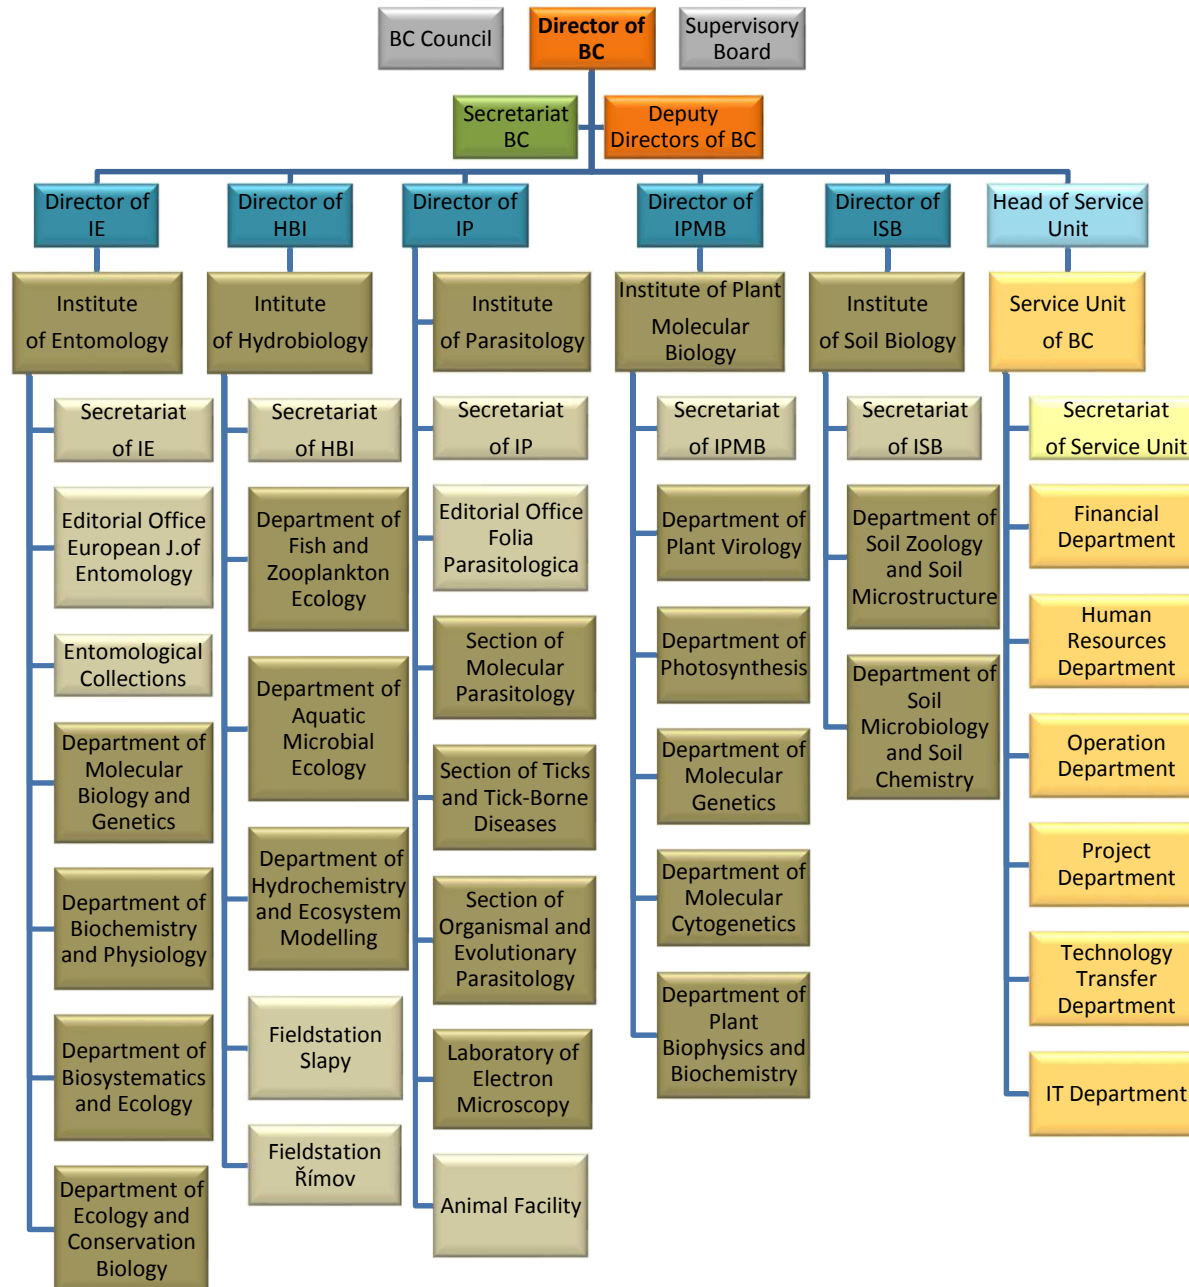 BC Council
Director of
BC
Supervisory
Board
Secretariat
BC
Deputy
Directors of BC
Director of
IE
Director of
HBI
Director of
IP
Director of
IPMB
Director of
ISB
Head of Service
Unit
Institute
of Entomology
Intitute
of Hydrobiology
Institute
of Parasitology
Institute of Plant
Molecular
Biology
Institute
of Soil Biology
Service Unit
of BC
Secretariat
of IE
Editorial Office
European J.of
Entomology
Entomological
Collections
Department of
Molecular
Biology and
Genetics
Department of
Biochemistry
and Physiology
Department of
Biosystematics
and Ecology
Department of
Ecology and
Conservation
Biology
Secretariat
of HBI
Department of
Fish and
Zooplankton
Ecology
Department of
Aquatic
Microbial
Ecology
Department of
Hydrochemistry
and Ecosystem
Modelling
Fieldstation
Slapy
Fieldstation
Římov
Secretariat
of IP
Editorial Office
Folia
Parasitologica
Section of
Molecular
Parasitology
Section of Ticks
and Tick-Borne
Diseases
Section of
Organismal and
Evolutionary
Parasitology
Laboratory of
Electron
Microscopy
Animal Facility
Secretariat
of IPMB
Department of
Plant Virology
Department of
Photosynthesis
Department of
Molecular
Genetics
Department of
Molecular
Cytogenetics
Department of
Plant
Biophysics and
Biochemistry
Secretariat
of ISB
Department of
Soil Zoology
and Soil
Microstructure
Department of
Soil
Microbiology
and Soil
Chemistry
Secretariat
of Service Unit
Financial
Department
Human
Resources
Department
Operation
Department
Project
Department
Technology
Transfer
Department
IT Department